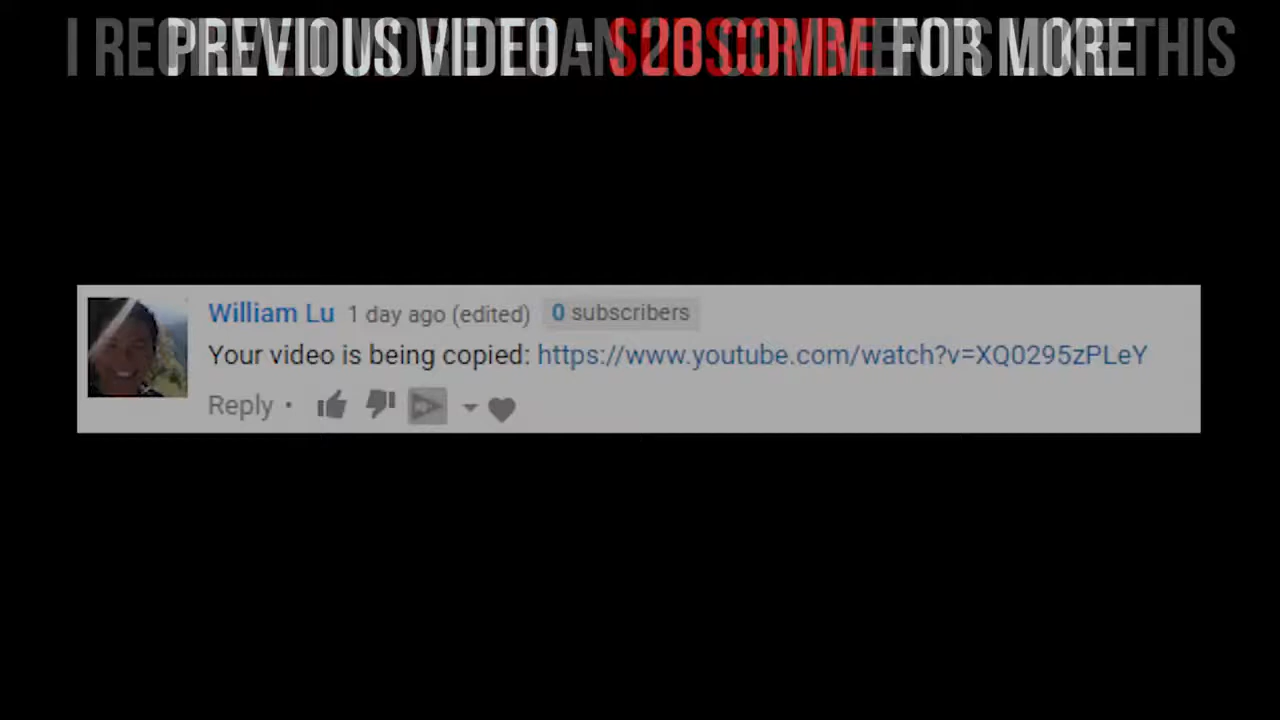 PREVIOUS VIDEO - SUBSCRIBE FOR MORE
William Lu 1 day ago (edited) 0 subscribers
Your video is being copied: https://www.youtube.com/watch?v=XQ0295zPLeY
Reply •